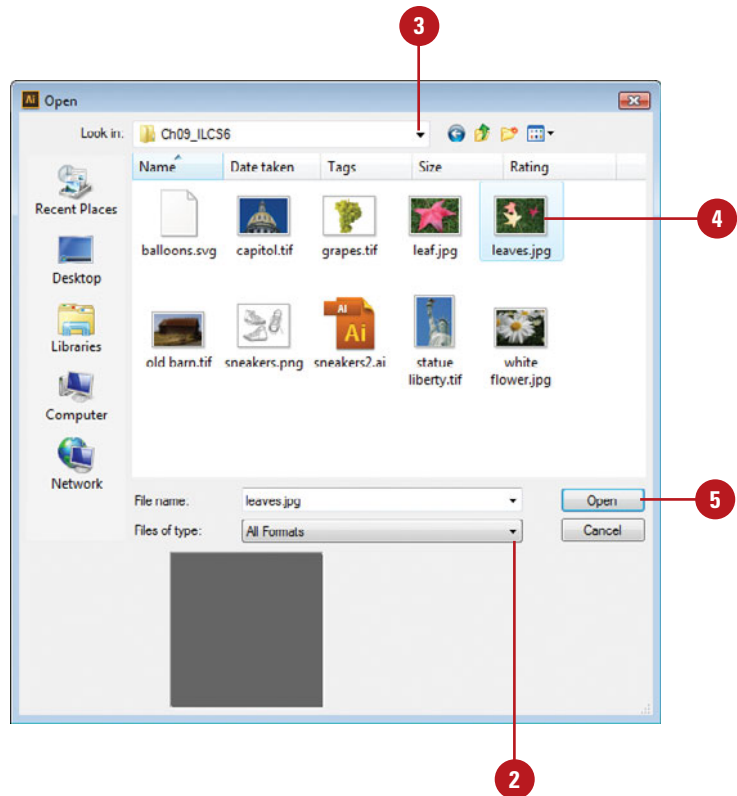 3
Ai Open
Look in: Ch09_ILCS6
Name Date taken Tags Size Rating
Recent Places
Desktop
Libraries
Computer
Network
balloons.svg capitol.tif grapes.tif leaf.jpg leaves.jpg
4
AI
Ai
old barn.tif sneakers.png sneakers2.ai statue liberty.tif white flower.jpg
File name: leaves.jpg Open
5
Files of type: All Formats Cancel
2